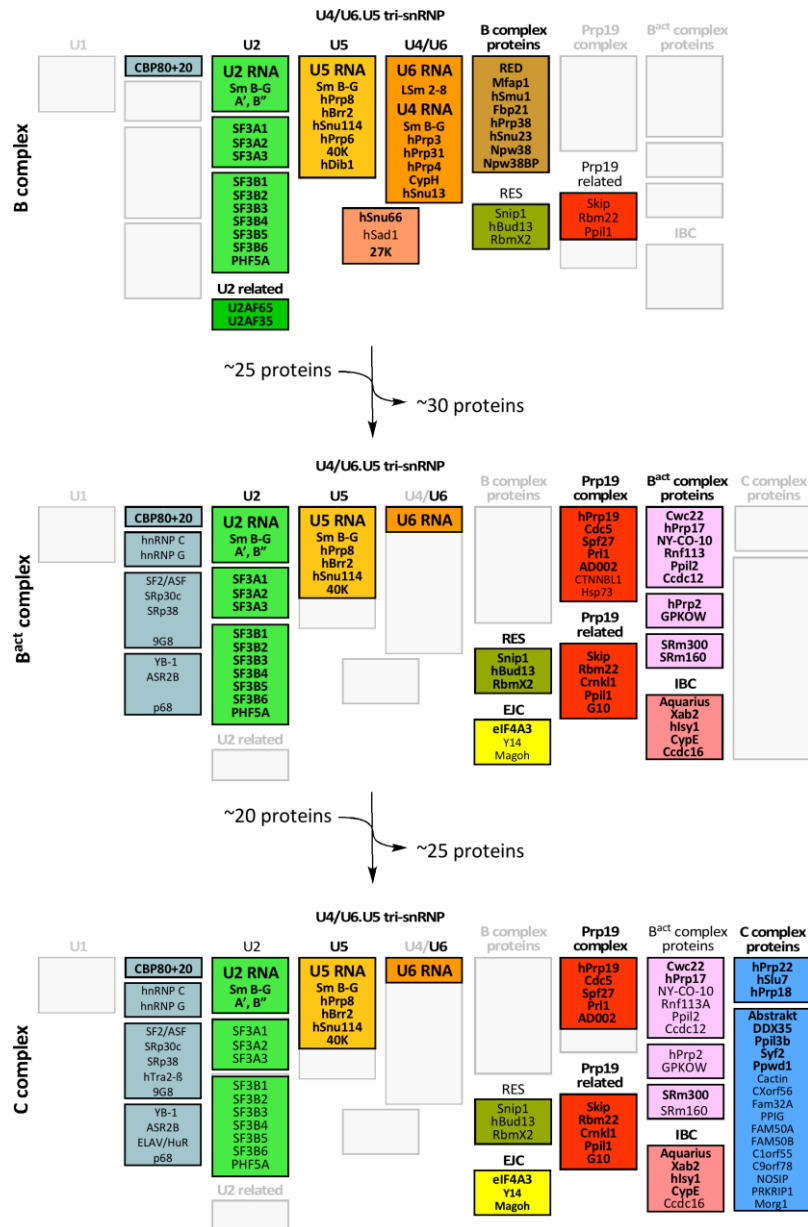 U4/U6.U5 tri-snRNP
U1
U2
U5
U4/U6
B complex
proteins
Prp19
complex
Bact complex
proteins
B complex
CBP80+20
U2 RNA
Sm B-G
A', B"
SF3A1
SF3A2
SF3A3
SF3B1
SF3B2
SF3B3
SF3B4
SF3B5
SF3B6
PHF5A
U2 related
U2AF65
U2AF35
U5 RNA
Sm B-G
hPrp8
hBrr2
hSnu114
hPrp6
40K
hDib1
U6 RNA
LSm 2-8
U4 RNA
Sm B-G
hPrp3
hPrp31
hPrp4
CypH
hSnu13
hSnu66
hSad1
27K
RED
Mfap1
hSmu1
Fbp21
hPrp38
hSnu23
Npw38
Npw38BP
RES
Snip1
hBud13
RbmX2
Prp19
related
Skip
Rbm22
Ppil1
IBC
~25 proteins
~30 proteins
U4/U6.U5 tri-snRNP
U1
U2
U5
U4/U6
B complex
proteins
Prp19
complex
Bact complex
proteins
C complex
proteins
Bact complex
CBP80+20
hnRNP C
hnRNP G
SF2/ASF
SRp30c
SRp38
9G8
YB-1
ASR2B
p68
U2 RNA
Sm B-G
A', B"
SF3A1
SF3A2
SF3A3
SF3B1
SF3B2
SF3B3
SF3B4
SF3B5
SF3B6
PHF5A
U2 related
U5 RNA
Sm B-G
hPrp8
hBrr2
hSnu114
40K
U6 RNA
RES
Snip1
hBud13
RbmX2
EJC
eIF4A3
Y14
Magoh
hPrp19
Cdc5
Spf27
Prl1
AD002
CTNNBL1
Hsp73
Prp19
related
Skip
Rbm22
Crnkl1
Ppil1
G10
Cwc22
hPrp17
NY-CO-10
Rnf113
Ppil2
Ccdc12
hPrp2
GPKOW
SRm300
SRm160
IBC
Aquarius
Xab2
hIsy1
CypE
Ccdc16
~20 proteins
~25 proteins
U4/U6.U5 tri-snRNP
U1
U2
U5
U4/U6
B complex
proteins
Prp19
complex
Bact complex
proteins
C complex
proteins
C complex
CBP80+20
hnRNP C
hnRNP G
SF2/ASF
SRp30c
SRp38
hTra2-ß
9G8
YB-1
ASR2B
ELAV/HuR
p68
U2 RNA
Sm B-G
A', B"
SF3A1
SF3A2
SF3A3
SF3B1
SF3B2
SF3B3
SF3B4
SF3B5
SF3B6
PHF5A
U2 related
U5 RNA
Sm B-G
hPrp8
hBrr2
hSnu114
40K
U6 RNA
RES
Snip1
hBud13
RbmX2
EJC
eIF4A3
Y14
Magoh
hPrp19
Cdc5
Spf27
Prl1
AD002
Prp19
related
Skip
Rbm22
Crnkl1
Ppil1
G10
Cwc22
hPrp17
NY-CO-10
Rnf113A
Ppil2
Ccdc12
hPrp2
GPKOW
SRm300
SRm160
IBC
Aquarius
Xab2
hIsy1
CypE
Ccdc16
hPrp22
hSlu7
hPrp18
Abstrakt
DDX35
Ppil3b
Syf2
Ppwd1
Cactin
CXorf56
Fam32A
PPIG
FAM50A
FAM50B
C1orf55
C9orf78
NOSIP
PRKRIP1
Morg1